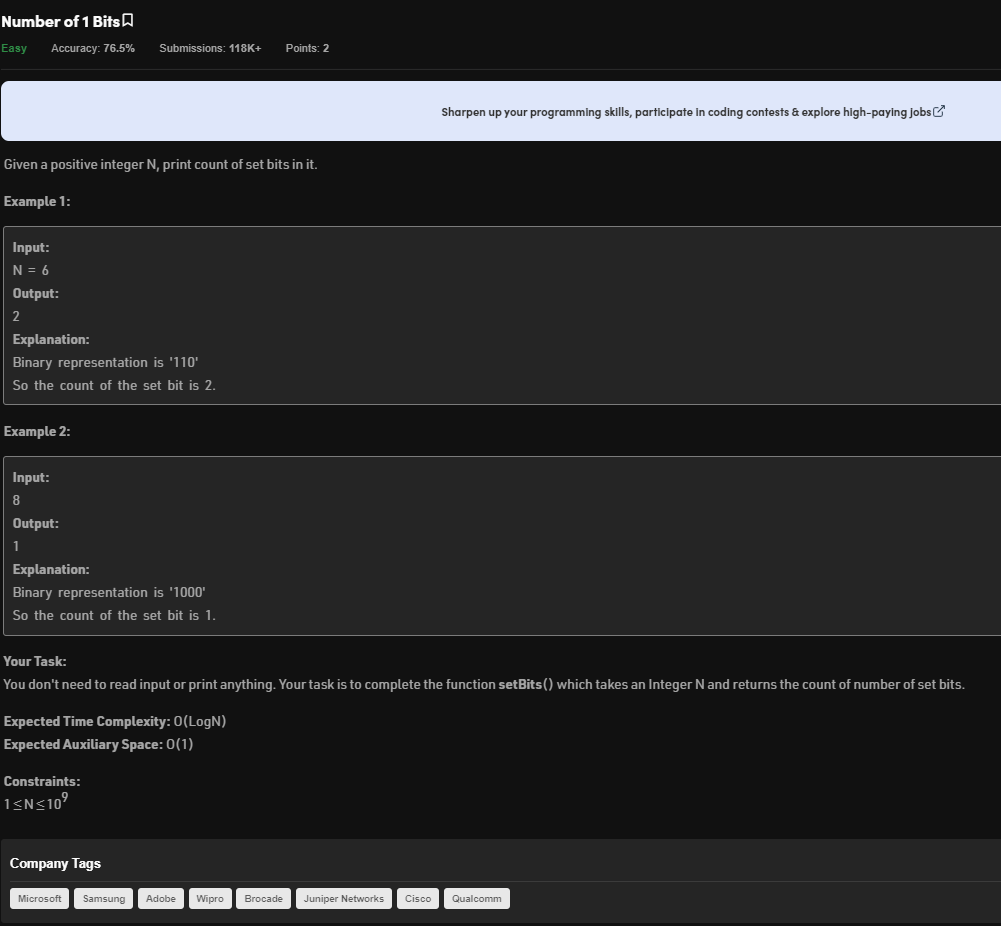 Number of 1 Bits
Easy Accuracy: 76.5% Submissions: 118K+ Points: 2
Sharpen up your programming skills, participate in coding contests & explore high-paying jobs
Given a positive integer N, print count of set bits in it.
Example 1:
Input:
N = 6
Output:
2
Explanation:
Binary representation is '110'
So the count of the set bit is 2.
Example 2:
Input:
8
Output:
1
Explanation:
Binary representation is '1000'
So the count of the set bit is 1.
Your Task:
You don't need to read input or print anything. Your task is to complete the function setBits() which takes an Integer N and returns the count of number of set bits.
Expected Time Complexity: O(LogN)
Expected Auxiliary Space: O(1)
Constraints:
1 ≤ N ≤ 10⁹
Company Tags
Microsoft Samsung Adobe Wipro Brocade Juniper Networks Cisco Qualcomm